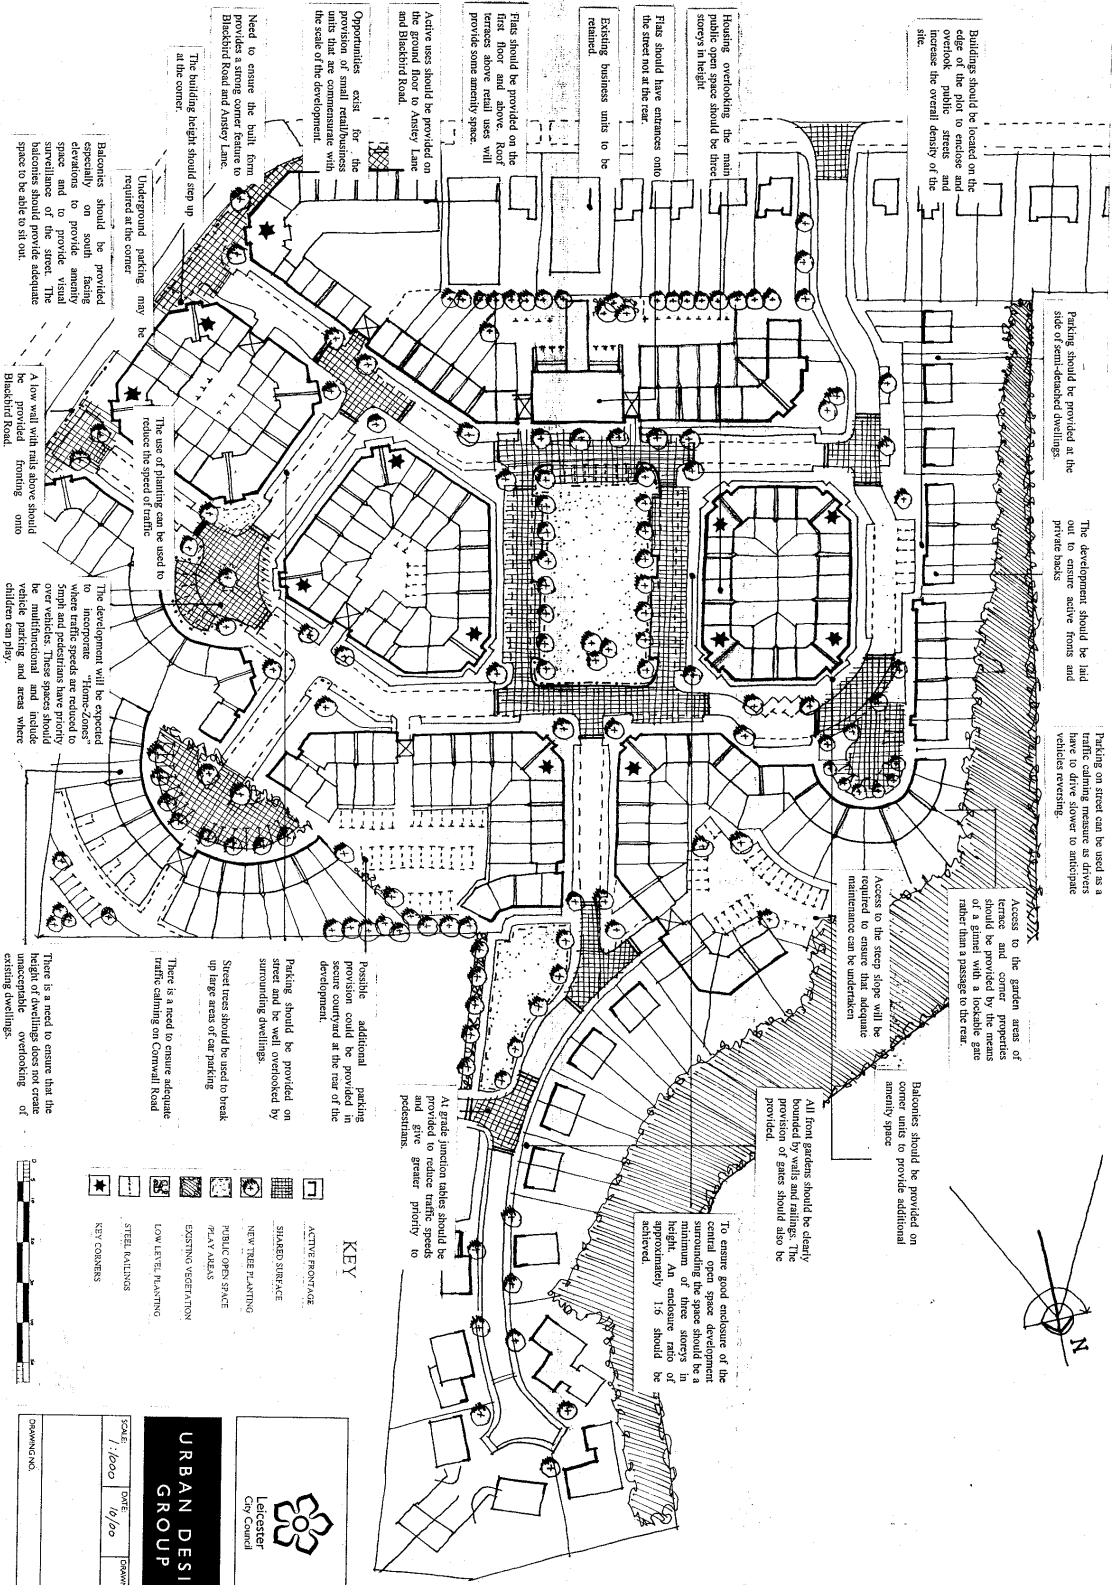 Buildings should be located on the
edge of the plot to enclose and
overlook public streets and
increase the overall density of the
site.
Housing overlooking the main
public open space should be three
storeys in height
Flats should have entrances onto
the street not at the rear.
Existing business units to be
retained.
Flats should be provided on the
first floor and above. Roof
terraces above retail uses will
provide some amenity space.
Active uses should be provided on
the ground floor to Anstey Lane
and Blackbird Road.
Opportunities exist for the
provision of small retail/business
units that are commensurate with
the scale of the development.
Need to ensure the built form
provides a strong corner feature to
Blackbird Road and Anstey Lane.
The building height should step up
at the corner.
Underground parking may be
required at the corner
Balconies should be provided
especially on south facing
elevations to provide amenity
space and to provide visual
surveillance of the street. The
balconies should provide adequate
space to be able to sit out.
Parking should be provided at the
side of semi-detached dwellings.
The development should be laid
out to ensure active fronts and
private backs
Parking on street can be used as a
traffic calming measure as drivers
have to drive slower to anticipate
vehicles reversing.
The use of planting can be used to
reduce the speed of traffic
A low wall with rails above should
be provided fronting onto
Blackbird Road.
The development will be expected
to incorporate "Home-Zones"
where traffic speeds are reduced to
5mph and pedestrians have priority
over vehicles. These spaces should
be multifunctional and include
vehicle parking and areas where
children can play.
Access to the garden areas of
terrace and corner properties
should be provided by the means
of a ginnel with a lockable gate
rather than a passage to the rear.
Access to the steep slope will be
required to ensure that adequate
maintenance can be undertaken
Balconies should be provided on
corner units to provide additional
amenity space
All front gardens should be clearly
bounded by walls and railings. The
provision of gates should also be
provided.
To ensure good enclosure of the
central open space development
surrounding the space should be a
minimum of three storeys in
height. An enclosure ratio of
approximately 1:6 should be
achieved.
At grade junction tables should be
provided to reduce traffic speeds
and give greater priority to
pedestrians.
Possible additional parking
provision could be provided in
secure courtyard at the rear of the
development.
Parking should be provided on
street and be well overlooked by
surrounding dwellings.
Street trees should be used to break
up large areas of car parking
There is a need to ensure adequate
traffic calming on Cornwall Road
There is a need to ensure that the
height of dwellings does not create
unacceptable overlooking of
existing dwellings.
N
KEY
ACTIVE FRONTAGE
SHARED SURFACE
NEW TREE PLANTING
PUBLIC OPEN SPACE
/PLAY AREAS
EXISTING VEGETATION
LOW LEVEL PLANTING
STEEL RAILINGS
KEY CORNERS
Leicester
City Council
URBAN DESI
GROUP
SCALE: 1:1000
DATE: 10/00
DRAWN
DRAWING NO.